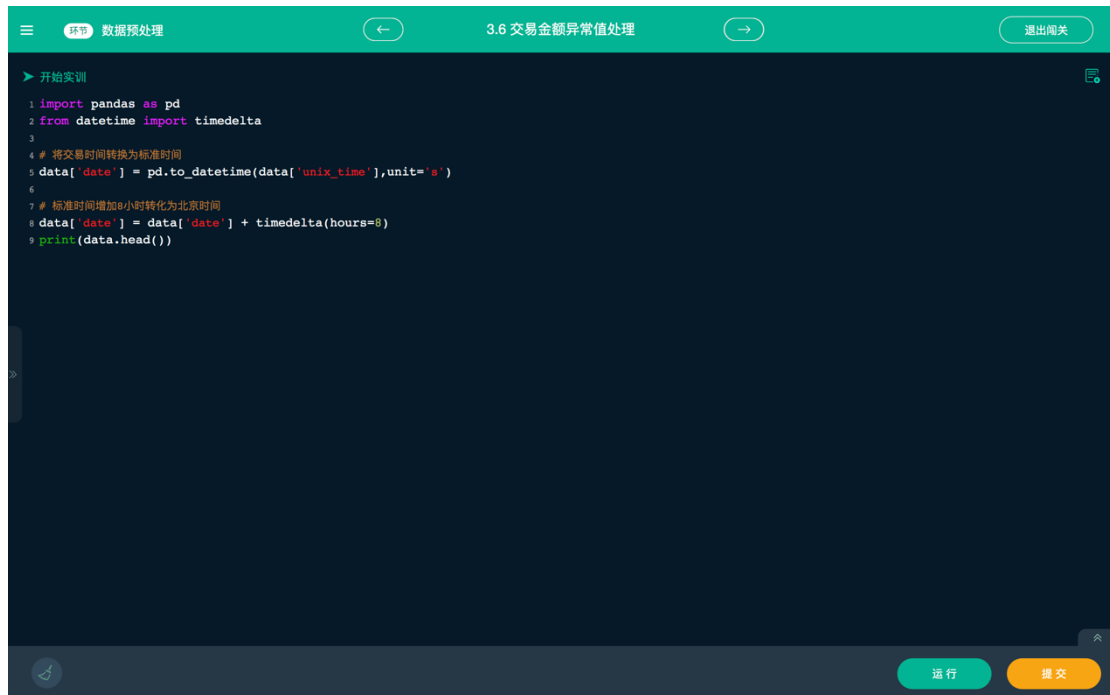 环节 数据预处理 ← 3.6 交易金额异常值处理 → 退出闯关
开始实训
1 import pandas as pd
2 from datetime import timedelta
3
4 # 将交易时间转换为标准时间
5 data['date'] = pd.to_datetime(data['unix_time'],unit='s')
6
7 # 标准时间增加8小时转化为北京时间
8 data['date'] = data['date'] + timedelta(hours=8)
9 print(data.head())
运行 提交